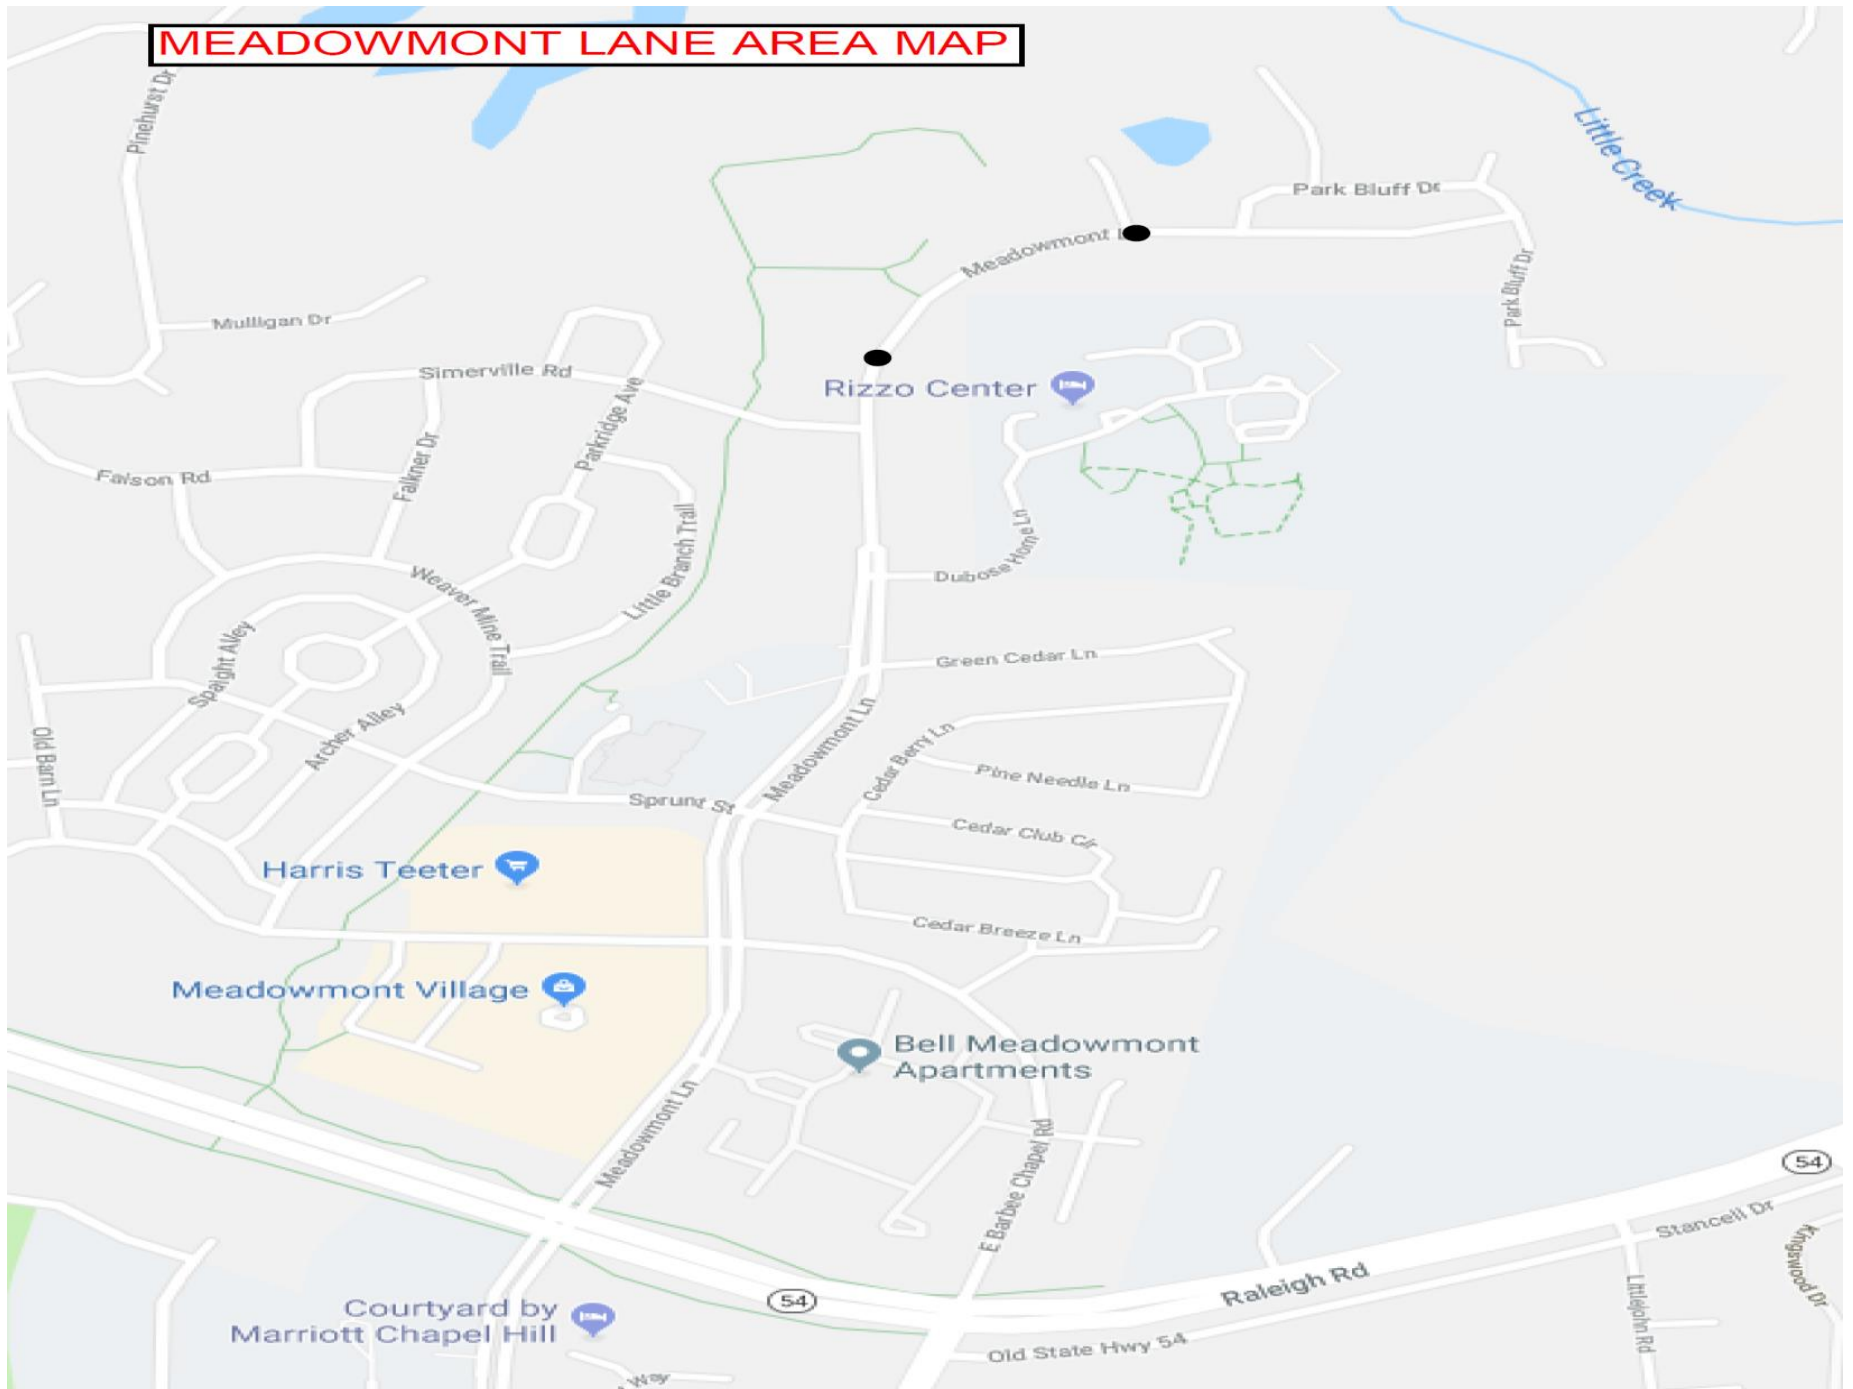 MEADOWMONT LANE AREA MAP
Pinehurst Dr
Little Creek
Park Bluff Dr
Meadowmont L
Park Bluff Dr
Mulligan Dr
Simerville Rd
Rizzo Center
Parkridge Ave
Falkner Dr
Falson Rd
Little Branch Trail
Dubose Home Ln
Weaver Mine Trail
Spaight Alley
Green Cedar Ln
Archer Alley
Meadowmont Ln
Cedar Berry Ln
Old Barn Ln
Pine Needle Ln
Sprunt St
Cedar Club Cir
Harris Teeter
Cedar Breeze Ln
Meadowmont Village
Bell Meadowmont
Apartments
Meadowmont Ln
E Barbee Chapel Rd
54
Stancell Dr
Kingswood Dr
Raleigh Rd
54
Littlejohn Rd
Courtyard by
Marriott Chapel Hill
Old State Hwy 54
Way